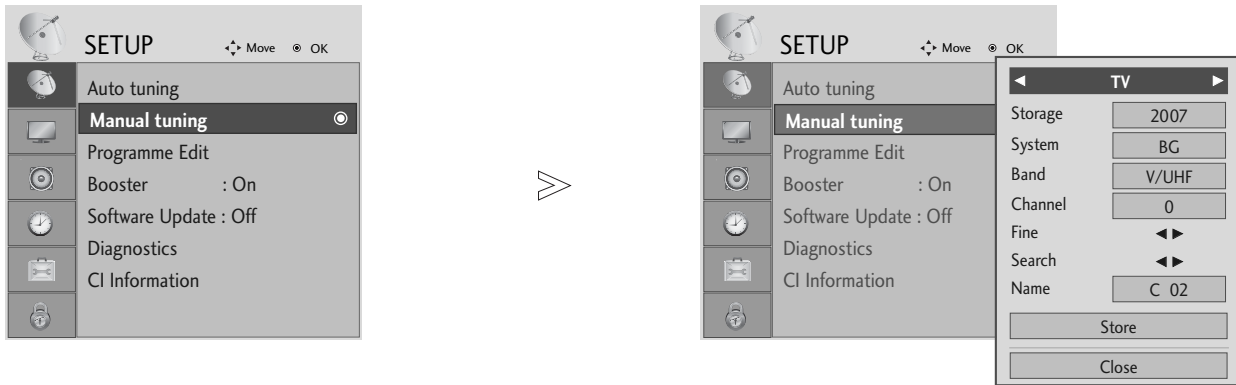 SETUP
Move
OK
Auto tuning
Manual tuning
Programme Edit
Booster : On
Software Update : Off
Diagnostics
CI Information
SETUP
Move
OK
Auto tuning
Manual tuning
Programme Edit
Booster : On
Software Update : Off
Diagnostics
CI Information
◄ TV ►
Storage 2007
System BG
Band V/UHF
Channel 0
Fine ◄ ►
Search ◄ ►
Name C 02
Store
Close